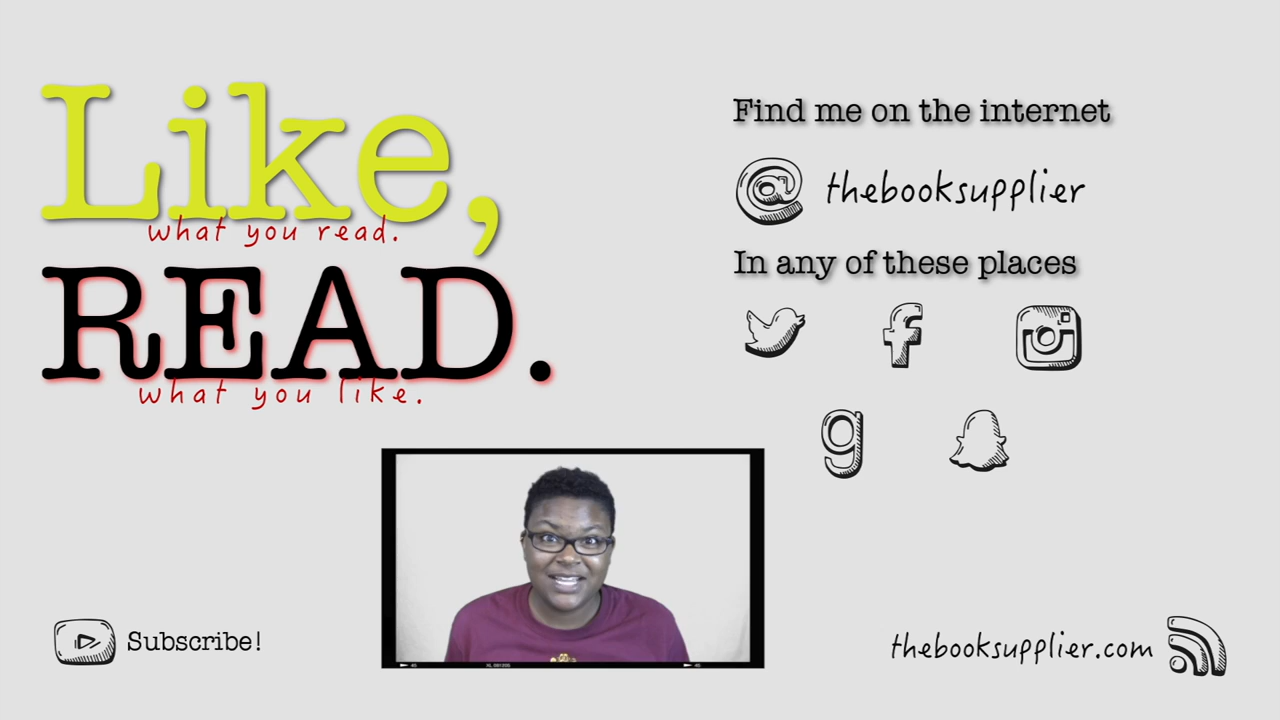 Like,
what you read.
READ.
what you like.
Find me on the internet
@ thebooksupplier
In any of these places
f
g
Subscribe!
thebooksupplier.com